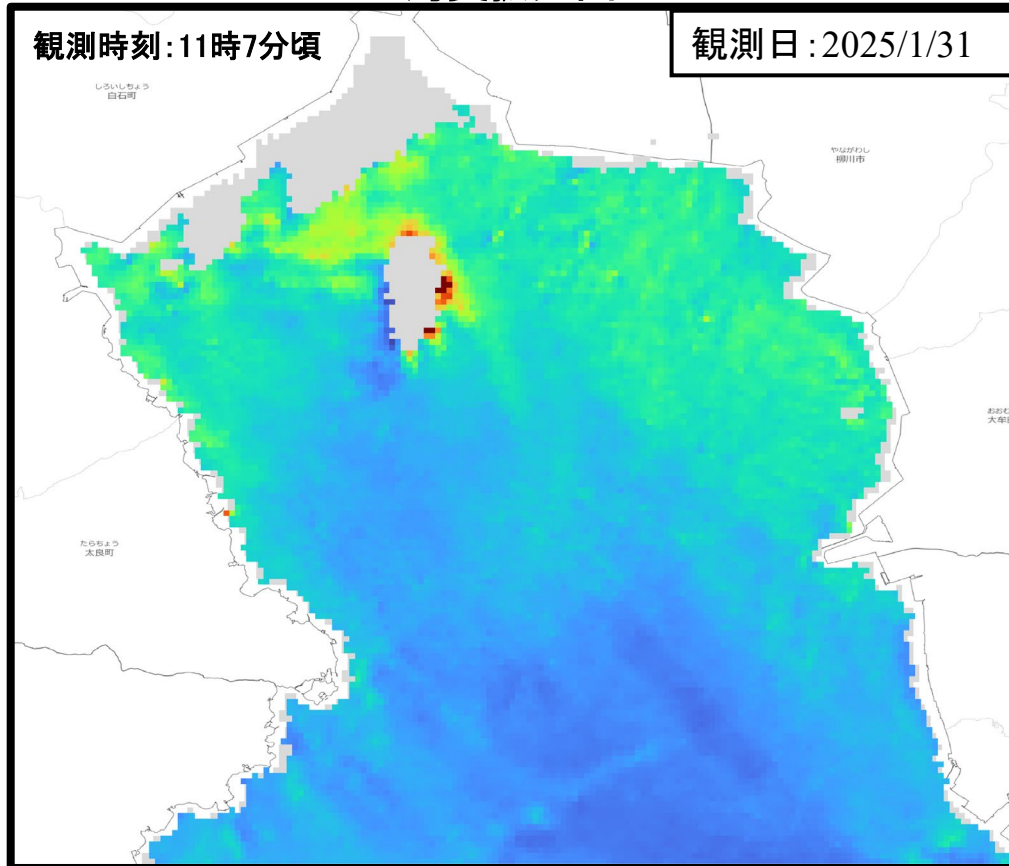 観測時刻:11時7分頃
観測日:2025/1/31
しろいしちょう
白石町
やながわし
柳川市
おおむ
大牟
たらちょう
太良町